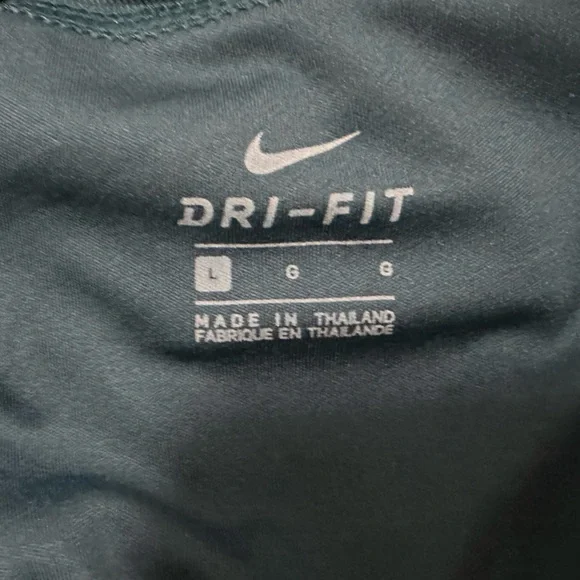 DRI-FIT
L G G
MADE IN THAILAND
FABRIQUE EN THAILANDE